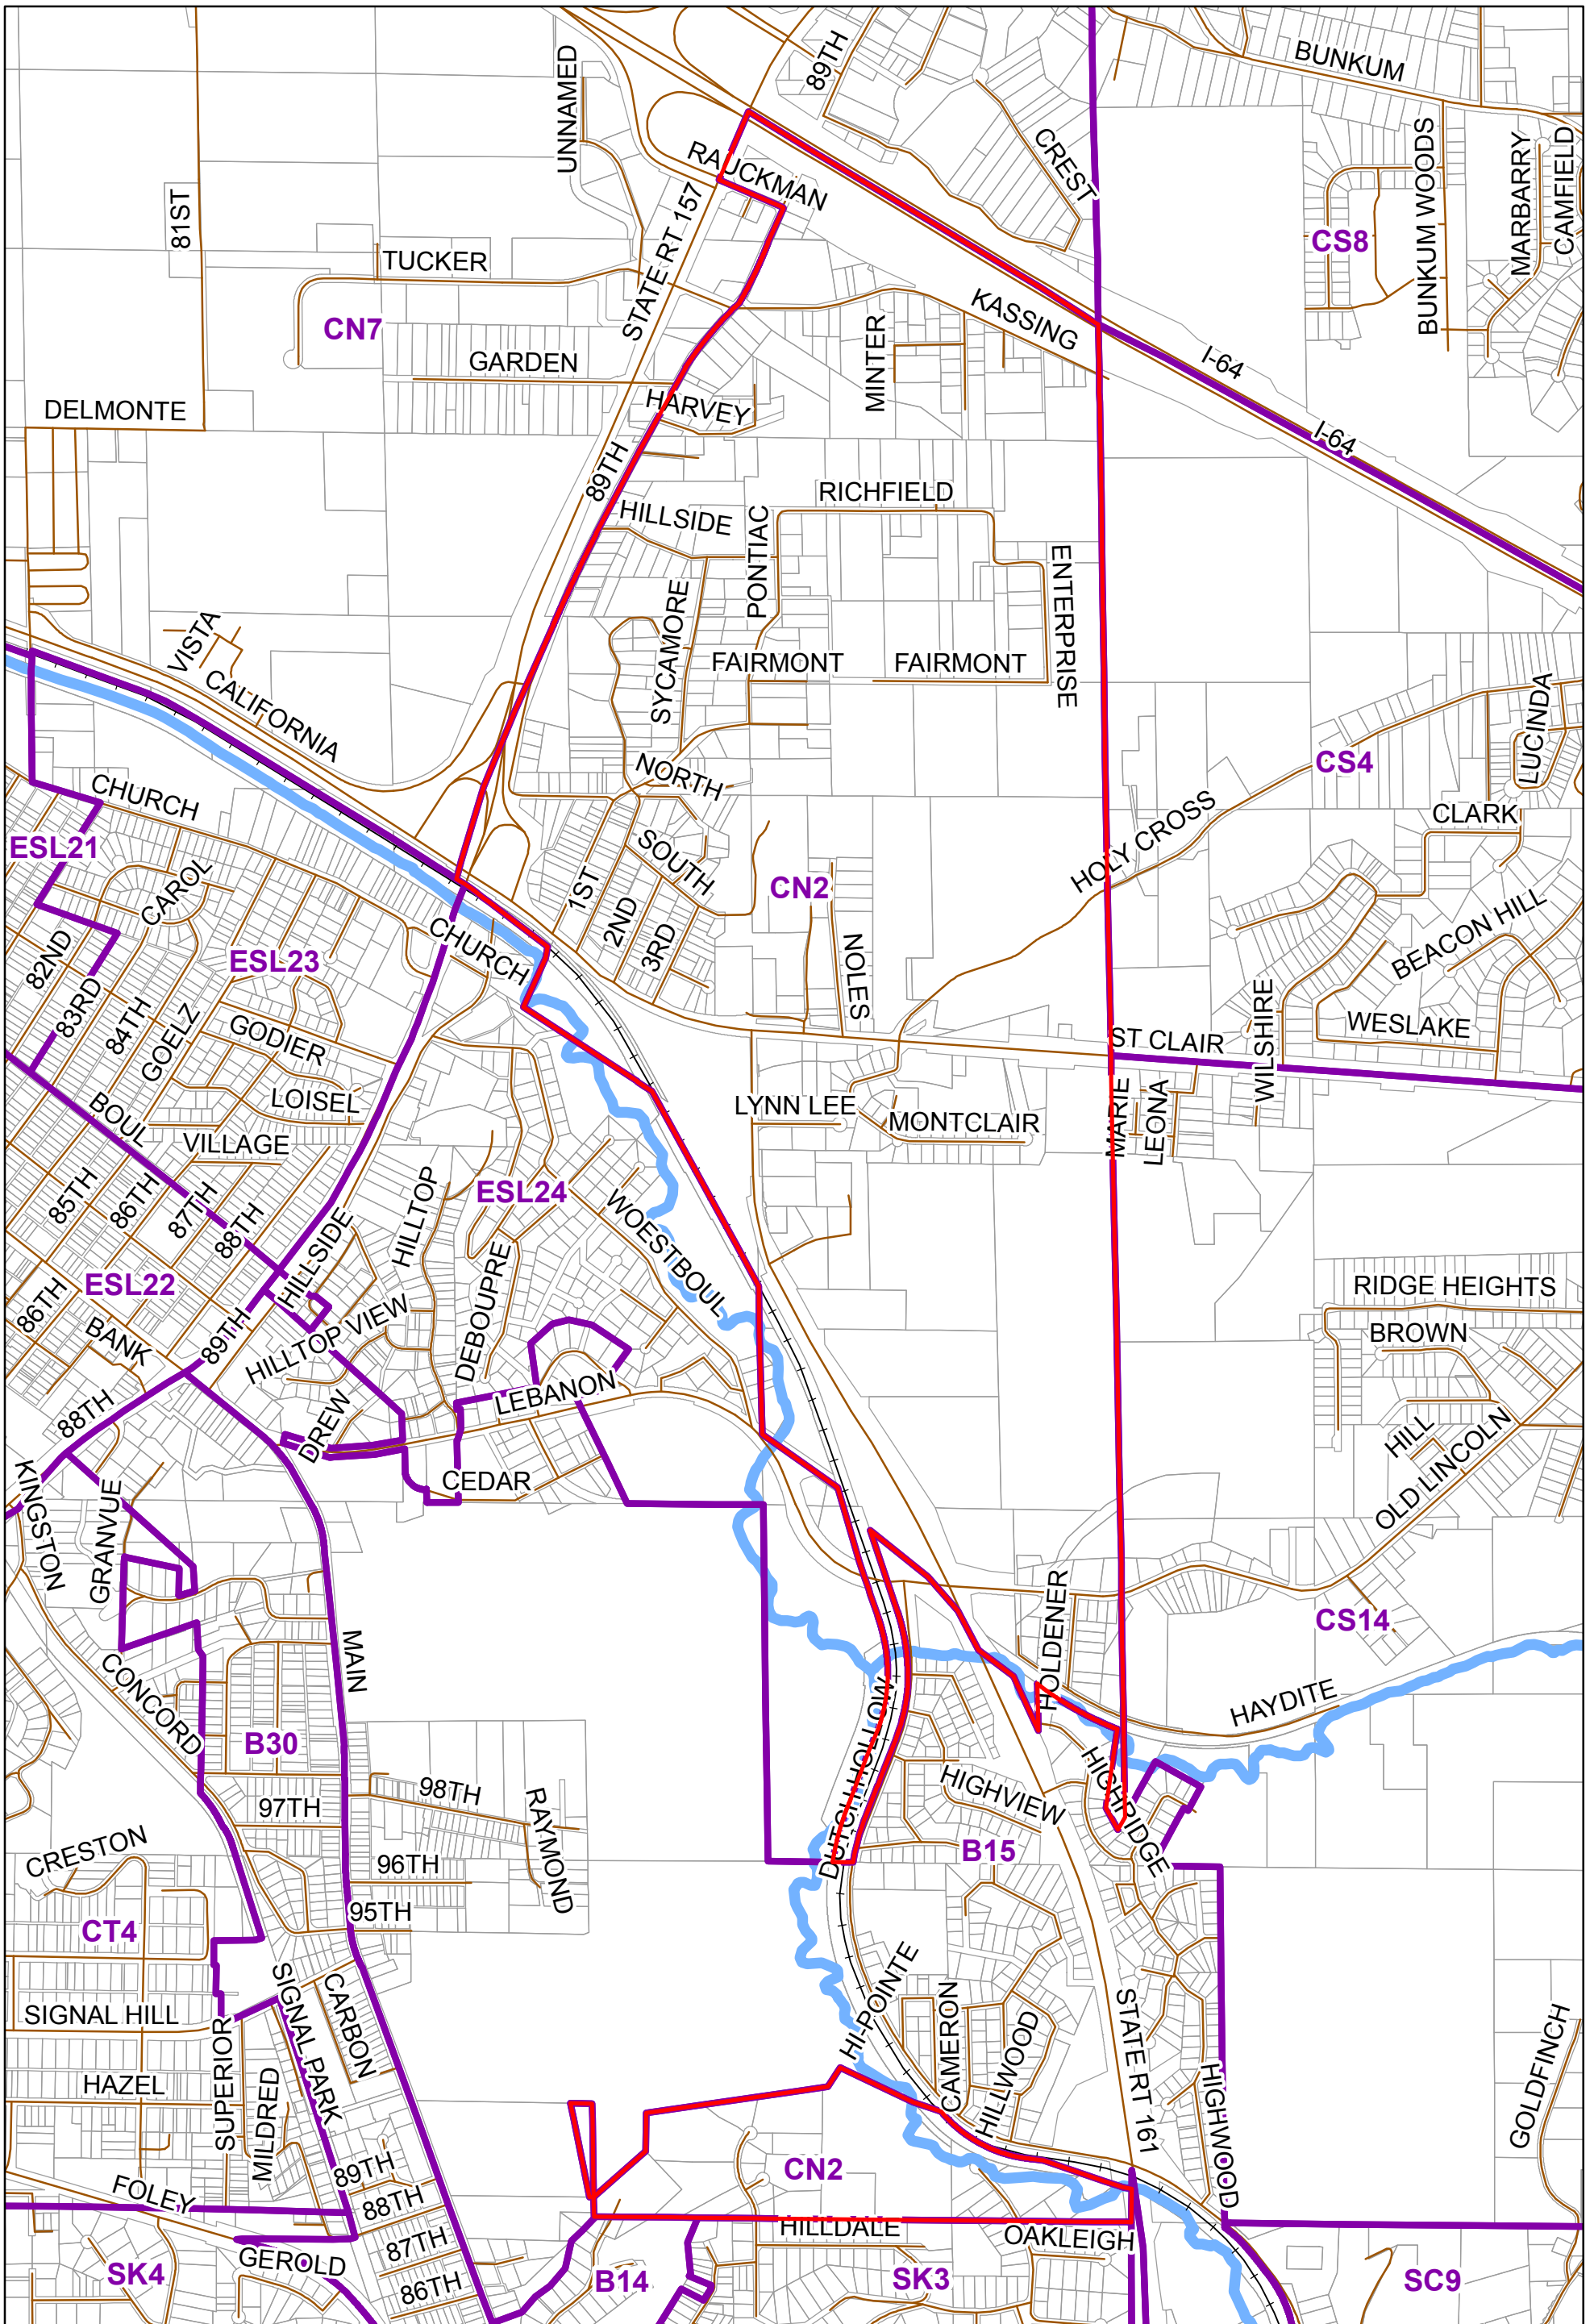 BUNKUM
89TH
UNNAMED
CREST
RAUCKMAN
BUNKUM WOODS
MARBARRY
CAMFIELD
81ST
STATE RT 157
CS8
TUCKER
CN7
KASSING
MINTER
I-64
GARDEN
HARVEY
DELMONTE
I-64
89TH
RICHFIELD
HILLSIDE
PONTIAC
ENTERPRISE
SYCAMORE
VISTA
FAIRMONT
FAIRMONT
CALIFORNIA
LUCINDA
CS4
NORTH
CHURCH
CLARK
ESL21
HOLY CROSS
SOUTH
1ST
CN2
CAROL
2ND
BEACON HILL
3RD
CHURCH
82ND
ESL23
NOLES
83RD
84TH
GOELZ
GODIER
WILSHIRE
WESLAKE
ST CLAIR
LOISEL
BOUL
LYNN LEE
MONTCLAIR
MARIE
LEONA
VILLAGE
85TH
86TH
87TH
88TH
HILLTOP
ESL24
WOESTBOUL
HILLSIDE
ESL22
RIDGE HEIGHTS
86TH
DEBOUPRE
BANK
89TH
HILLTOP VIEW
BROWN
LEBANON
88TH
DREW
HILL
OLD LINCOLN
KINGSTON
CEDAR
GRANVUE
HOLDENER
CS14
MAIN
CONCORD
DUTCH HOLLOW
HAYDITE
B30
98TH
97TH
RAYMOND
HIGHVIEW
HIGHRIDGE
CRESTON
96TH
B15
95TH
CT4
SIGNAL HILL
SIGNAL PARK
CARBON
HI-POINTE
CAMERON
HILLWOOD
STATE RT 161
SUPERIOR
HAZEL
MILDRED
HIGHWOOD
GOLDFINCH
89TH
CN2
FOLEY
88TH
HILLDALE
OAKLEIGH
87TH
GEROLD
SK4
86TH
B14
SK3
SC9